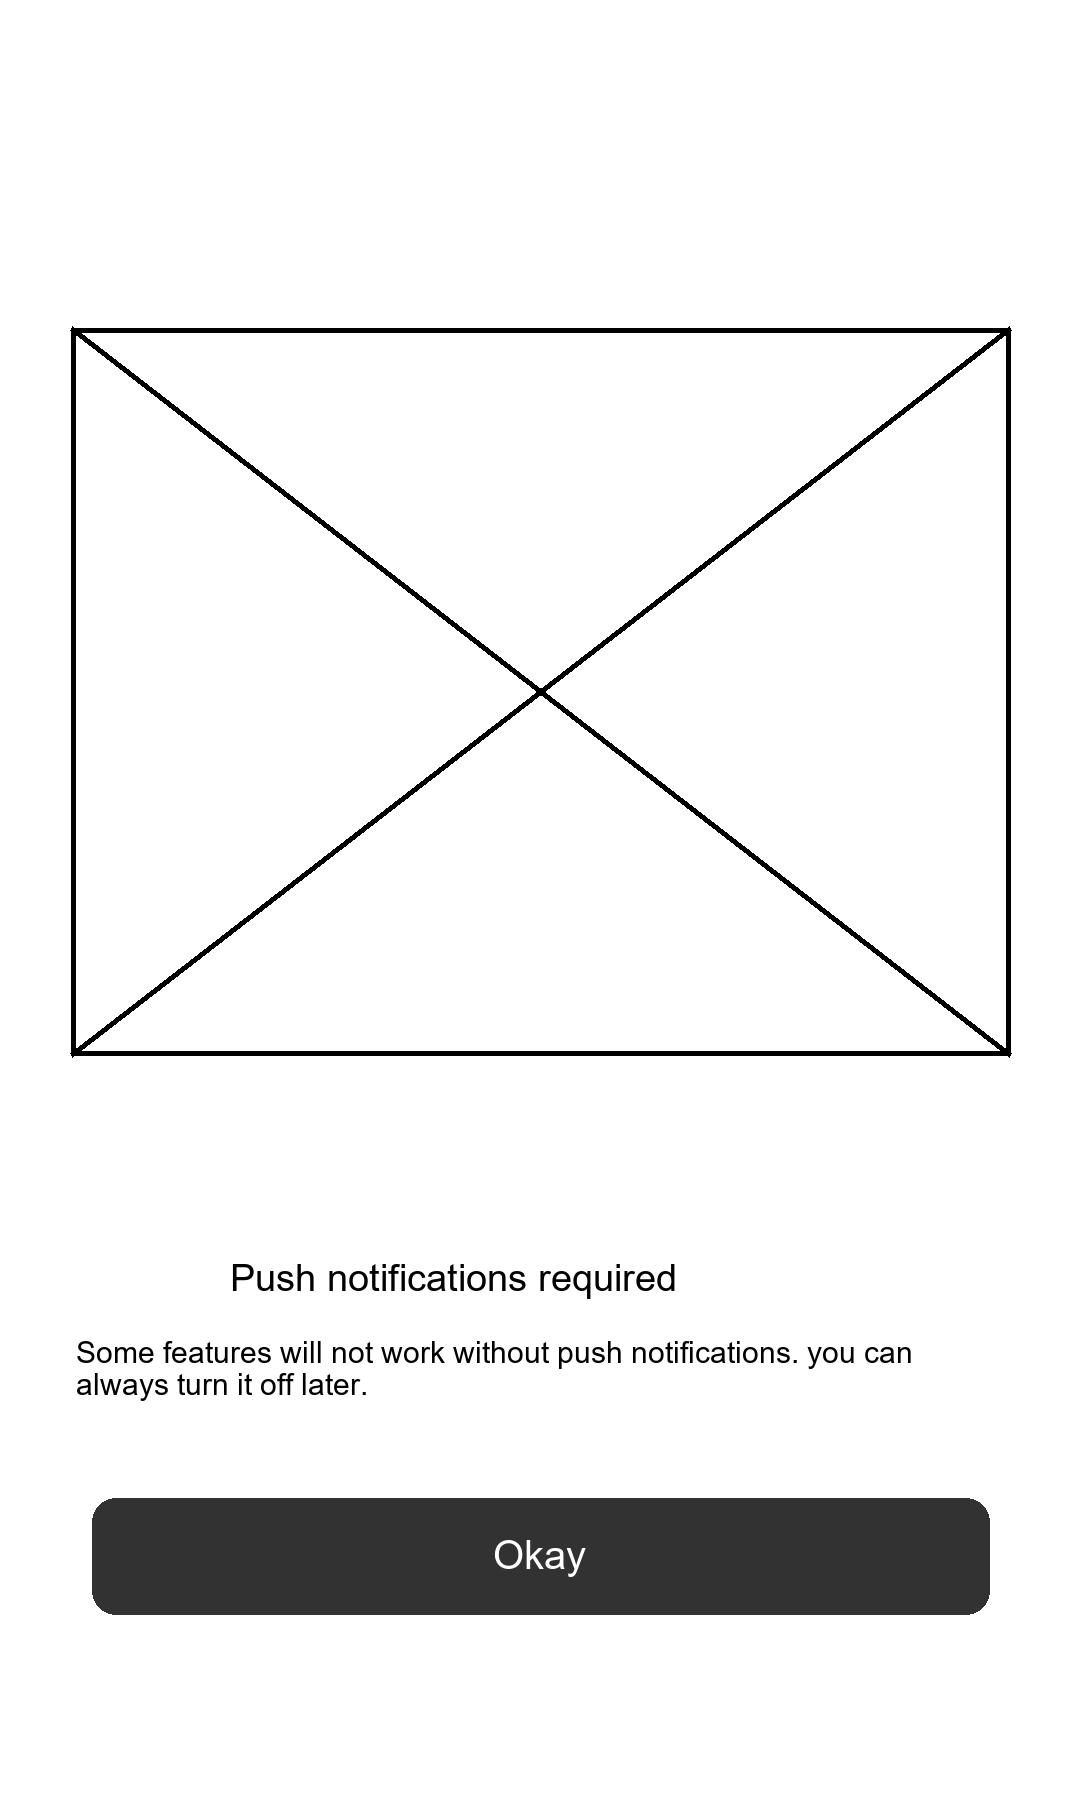 Push notifications required
Some features will not work without push notifications. you can
always turn it off later.
Okay